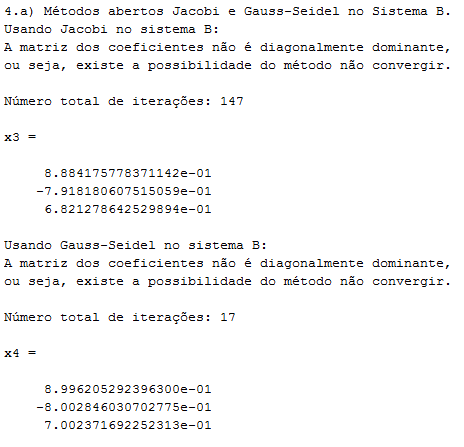 4.a) Métodos abertos Jacobi e Gauss-Seidel no Sistema B.
Usando Jacobi no sistema B:
A matriz dos coeficientes não é diagonalmente dominante,
ou seja, existe a possibilidade do método não convergir.
Número total de iterações: 147
x3 =
8.884175778371142e-01
-7.918180607515059e-01
6.821278642529894e-01
Usando Gauss-Seidel no sistema B:
A matriz dos coeficientes não é diagonalmente dominante,
ou seja, existe a possibilidade do método não convergir.
Número total de iterações: 17
x4 =
8.996205292396300e-01
-8.002846030702775e-01
7.002371692252313e-01